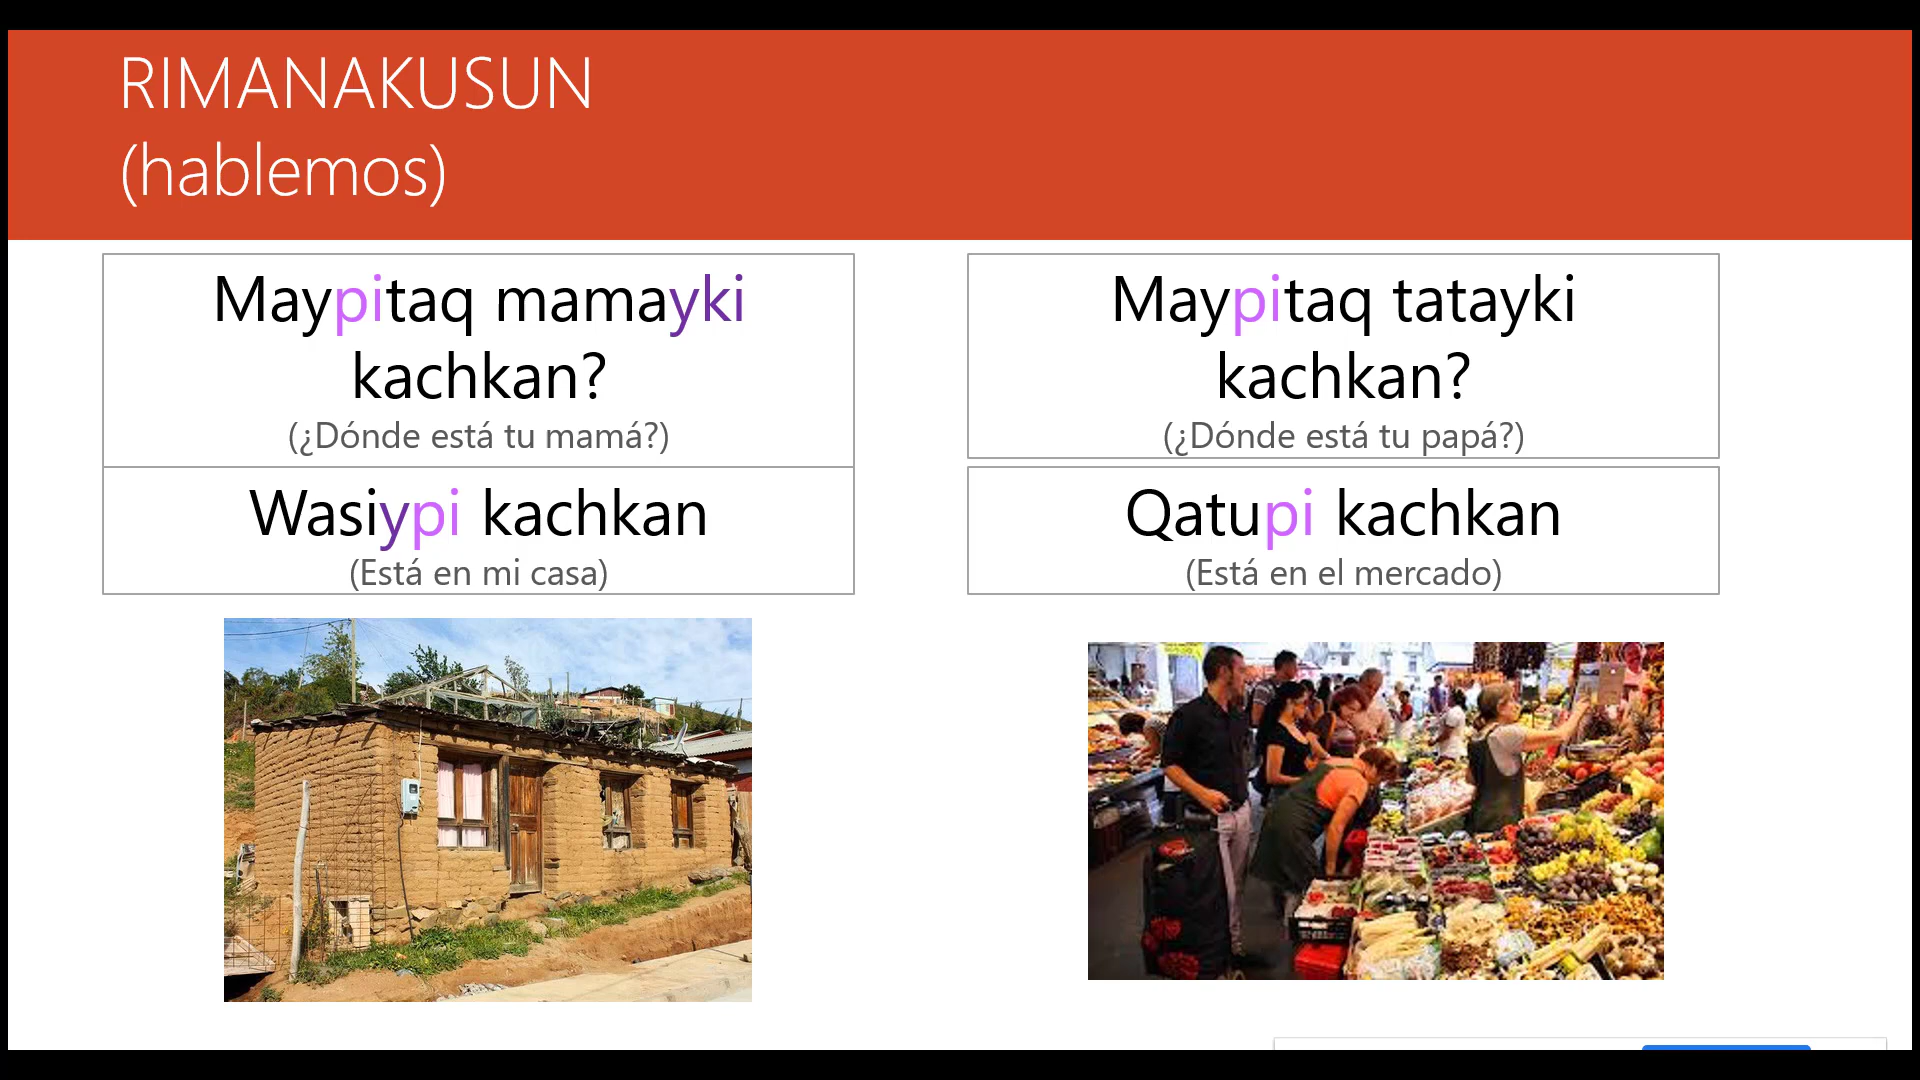 RIMANAKUSUN
(hablemos)
Maypitaq mamayki
kachkan?
(¿Dónde está tu mamá?)
Wasiypi kachkan
(Está en mi casa)
Maypitaq tatayki
kachkan?
(¿Dónde está tu papá?)
Qatupi kachkan
(Está en el mercado)